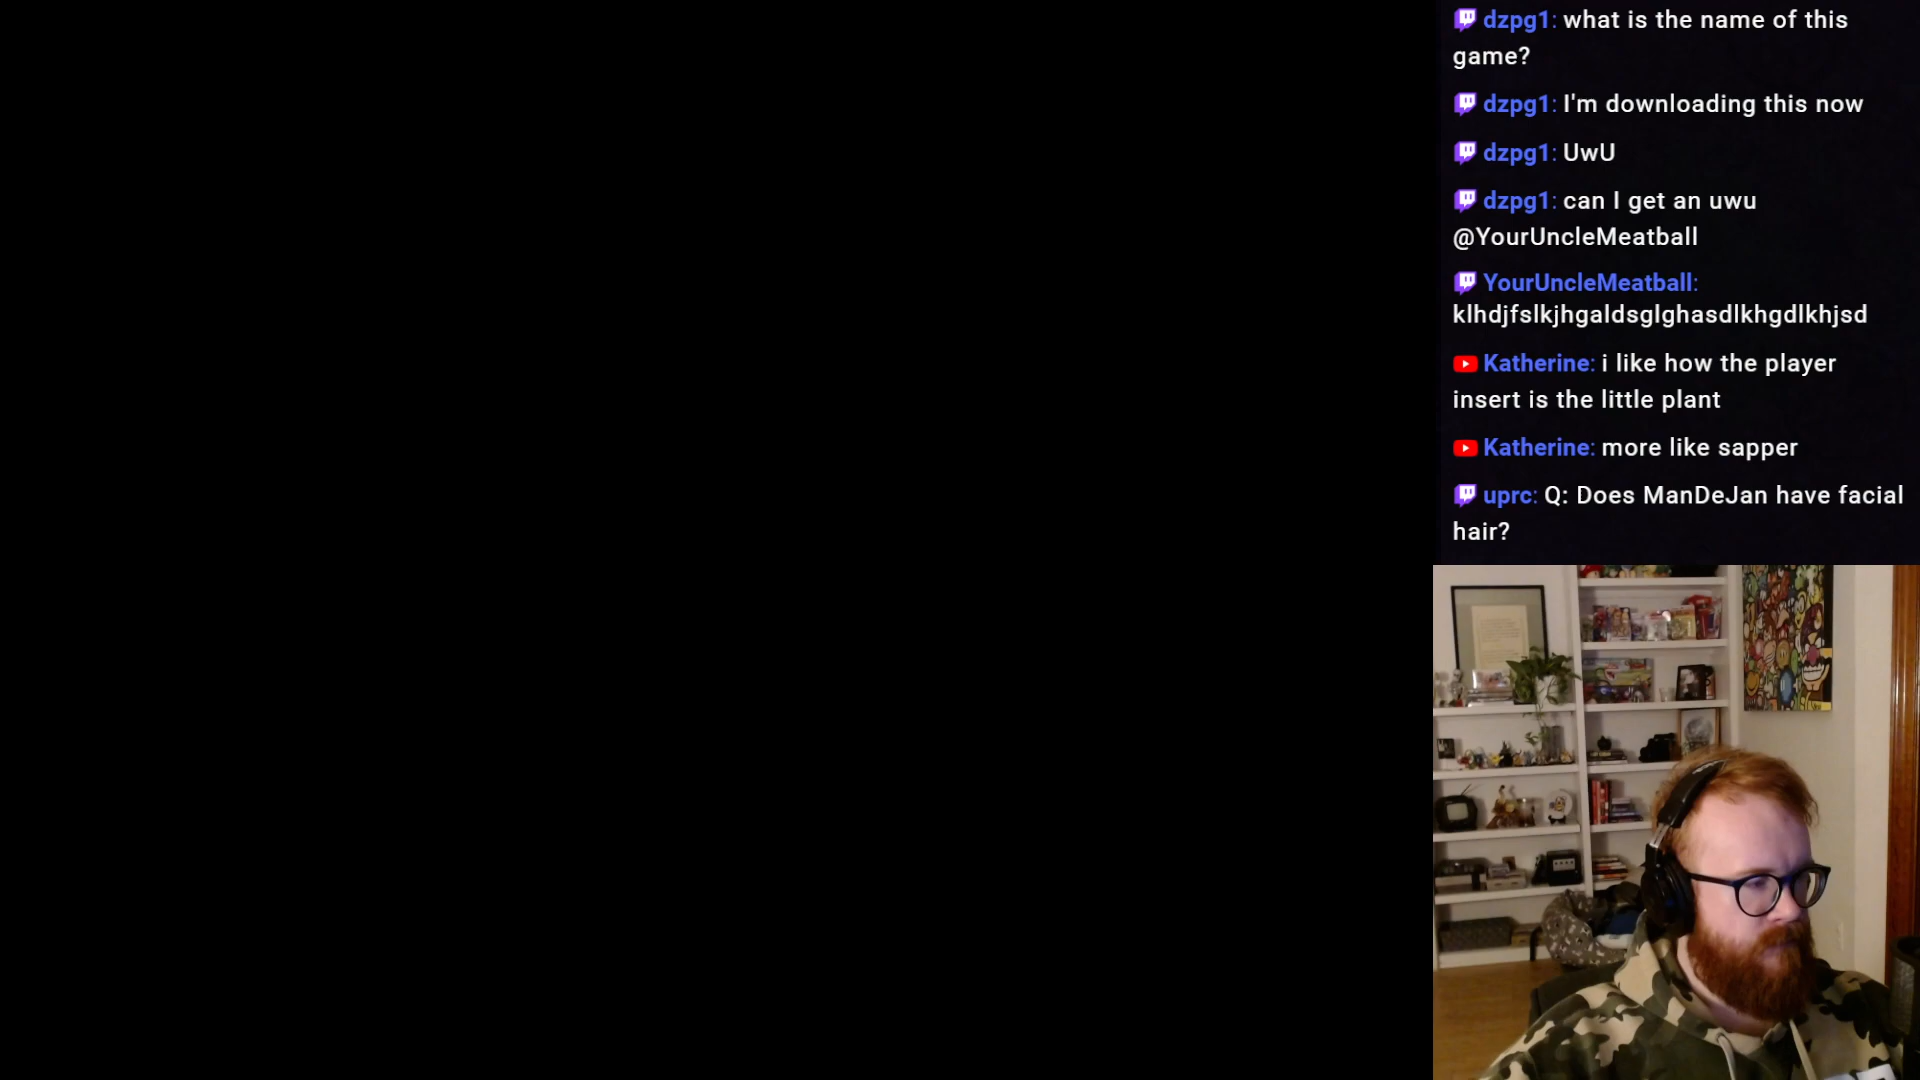 dzpg1: what is the name of this
game?
dzpg1: I'm downloading this now
dzpg1: UwU
dzpg1: can I get an uwu
@YourUncleMeatball
YourUncleMeatball:
klhdjfslkjhgaldsglghasdlkhgdlkhjsd
Katherine: i like how the player
insert is the little plant
Katherine: more like sapper
uprc: Q: Does ManDeJan have facial
hair?